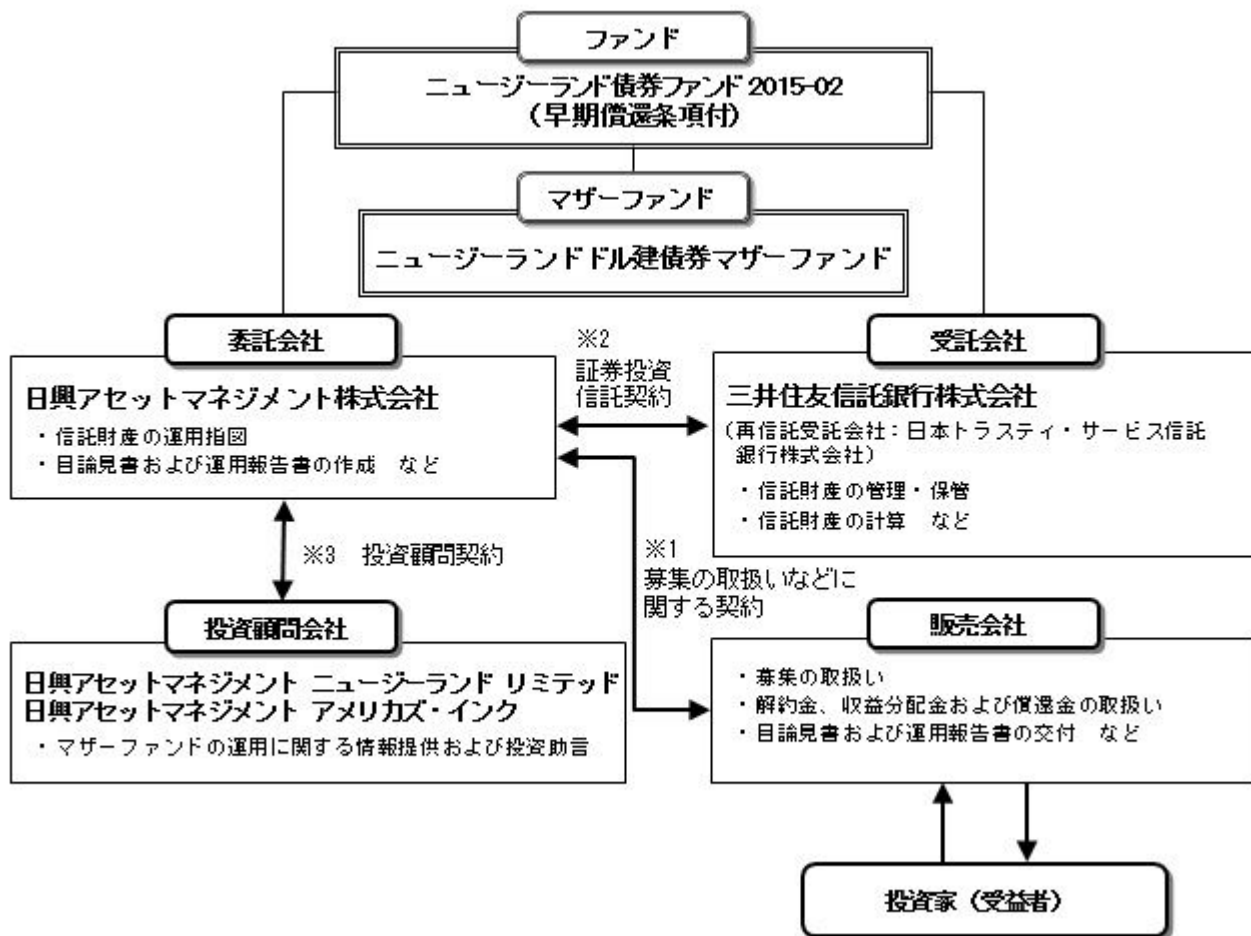 ファンド
ニュージーランド債券ファンド2015-02
（早期償還条項付）
マザーファンド
ニュージーランドドル建債券マザーファンド
委託会社
日興アセットマネジメント株式会社
・信託財産の運用指図
・目論見書および運用報告書の作成　など
※2
証券投資
信託契約
受託会社
三井住友信託銀行株式会社
（再信託受託会社：日本トラスティ・サービス信託
銀行株式会社）
・信託財産の管理・保管
・信託財産の計算　など
※3　投資顧問契約
※1
募集の取扱いなどに
関する契約
投資顧問会社
日興アセットマネジメント ニュージーランド リミテッド
日興アセットマネジメント アメリカズ・インク
・マザーファンドの運用に関する情報提供および投資助言
販売会社
・募集の取扱い
・解約金、収益分配金および償還金の取扱い
・目論見書および運用報告書の交付　など
投資家（受益者）